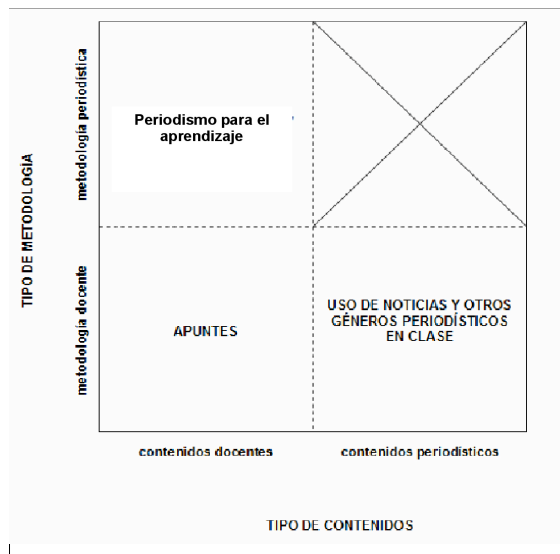 metodología periodística
Periodismo para el
aprendizaje
TIPO DE METODOLOGÍA
metodología docente
APUNTES
USO DE NOTICIAS Y OTROS
GÉNEROS PERIODÍSTICOS
EN CLASE
contenidos docentes
contenidos periodísticos
TIPO DE CONTENIDOS